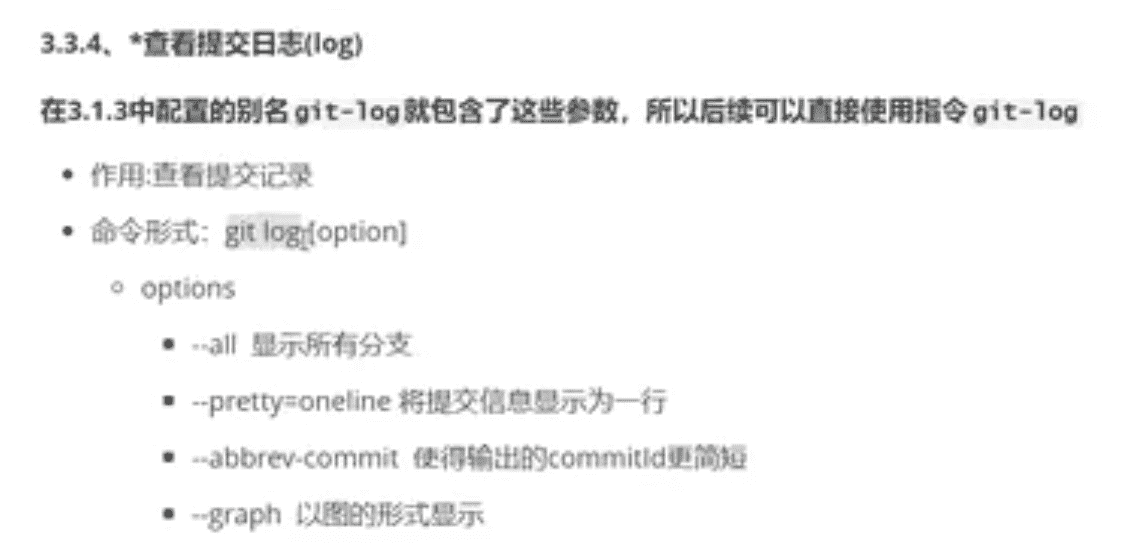 3.3.4、*查看提交日志(log)
在3.1.3中配置的别名 git-log 就包含了这些参数，所以后续可以直接使用指令 git-log
• 作用:查看提交记录
• 命令形式：git log [option]
○ options
▪ --all 显示所有分支
▪ --pretty=oneline 将提交信息显示为一行
▪ --abbrev-commit 使得输出的commitId更简短
▪ --graph 以图的形式显示